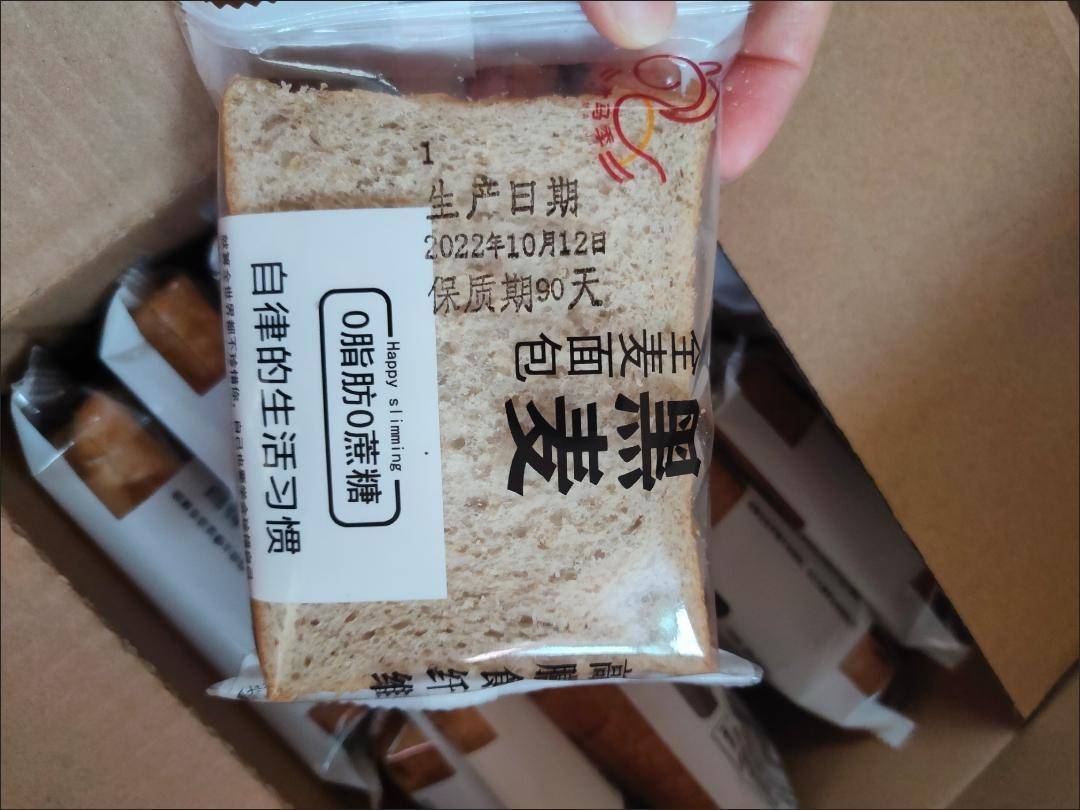 1
生产日期
2022年10月12日
保质期90天
全麦面包
黑麦
Happy slimming
0脂肪0蔗糖
自律的生活习惯
高膳食纤维